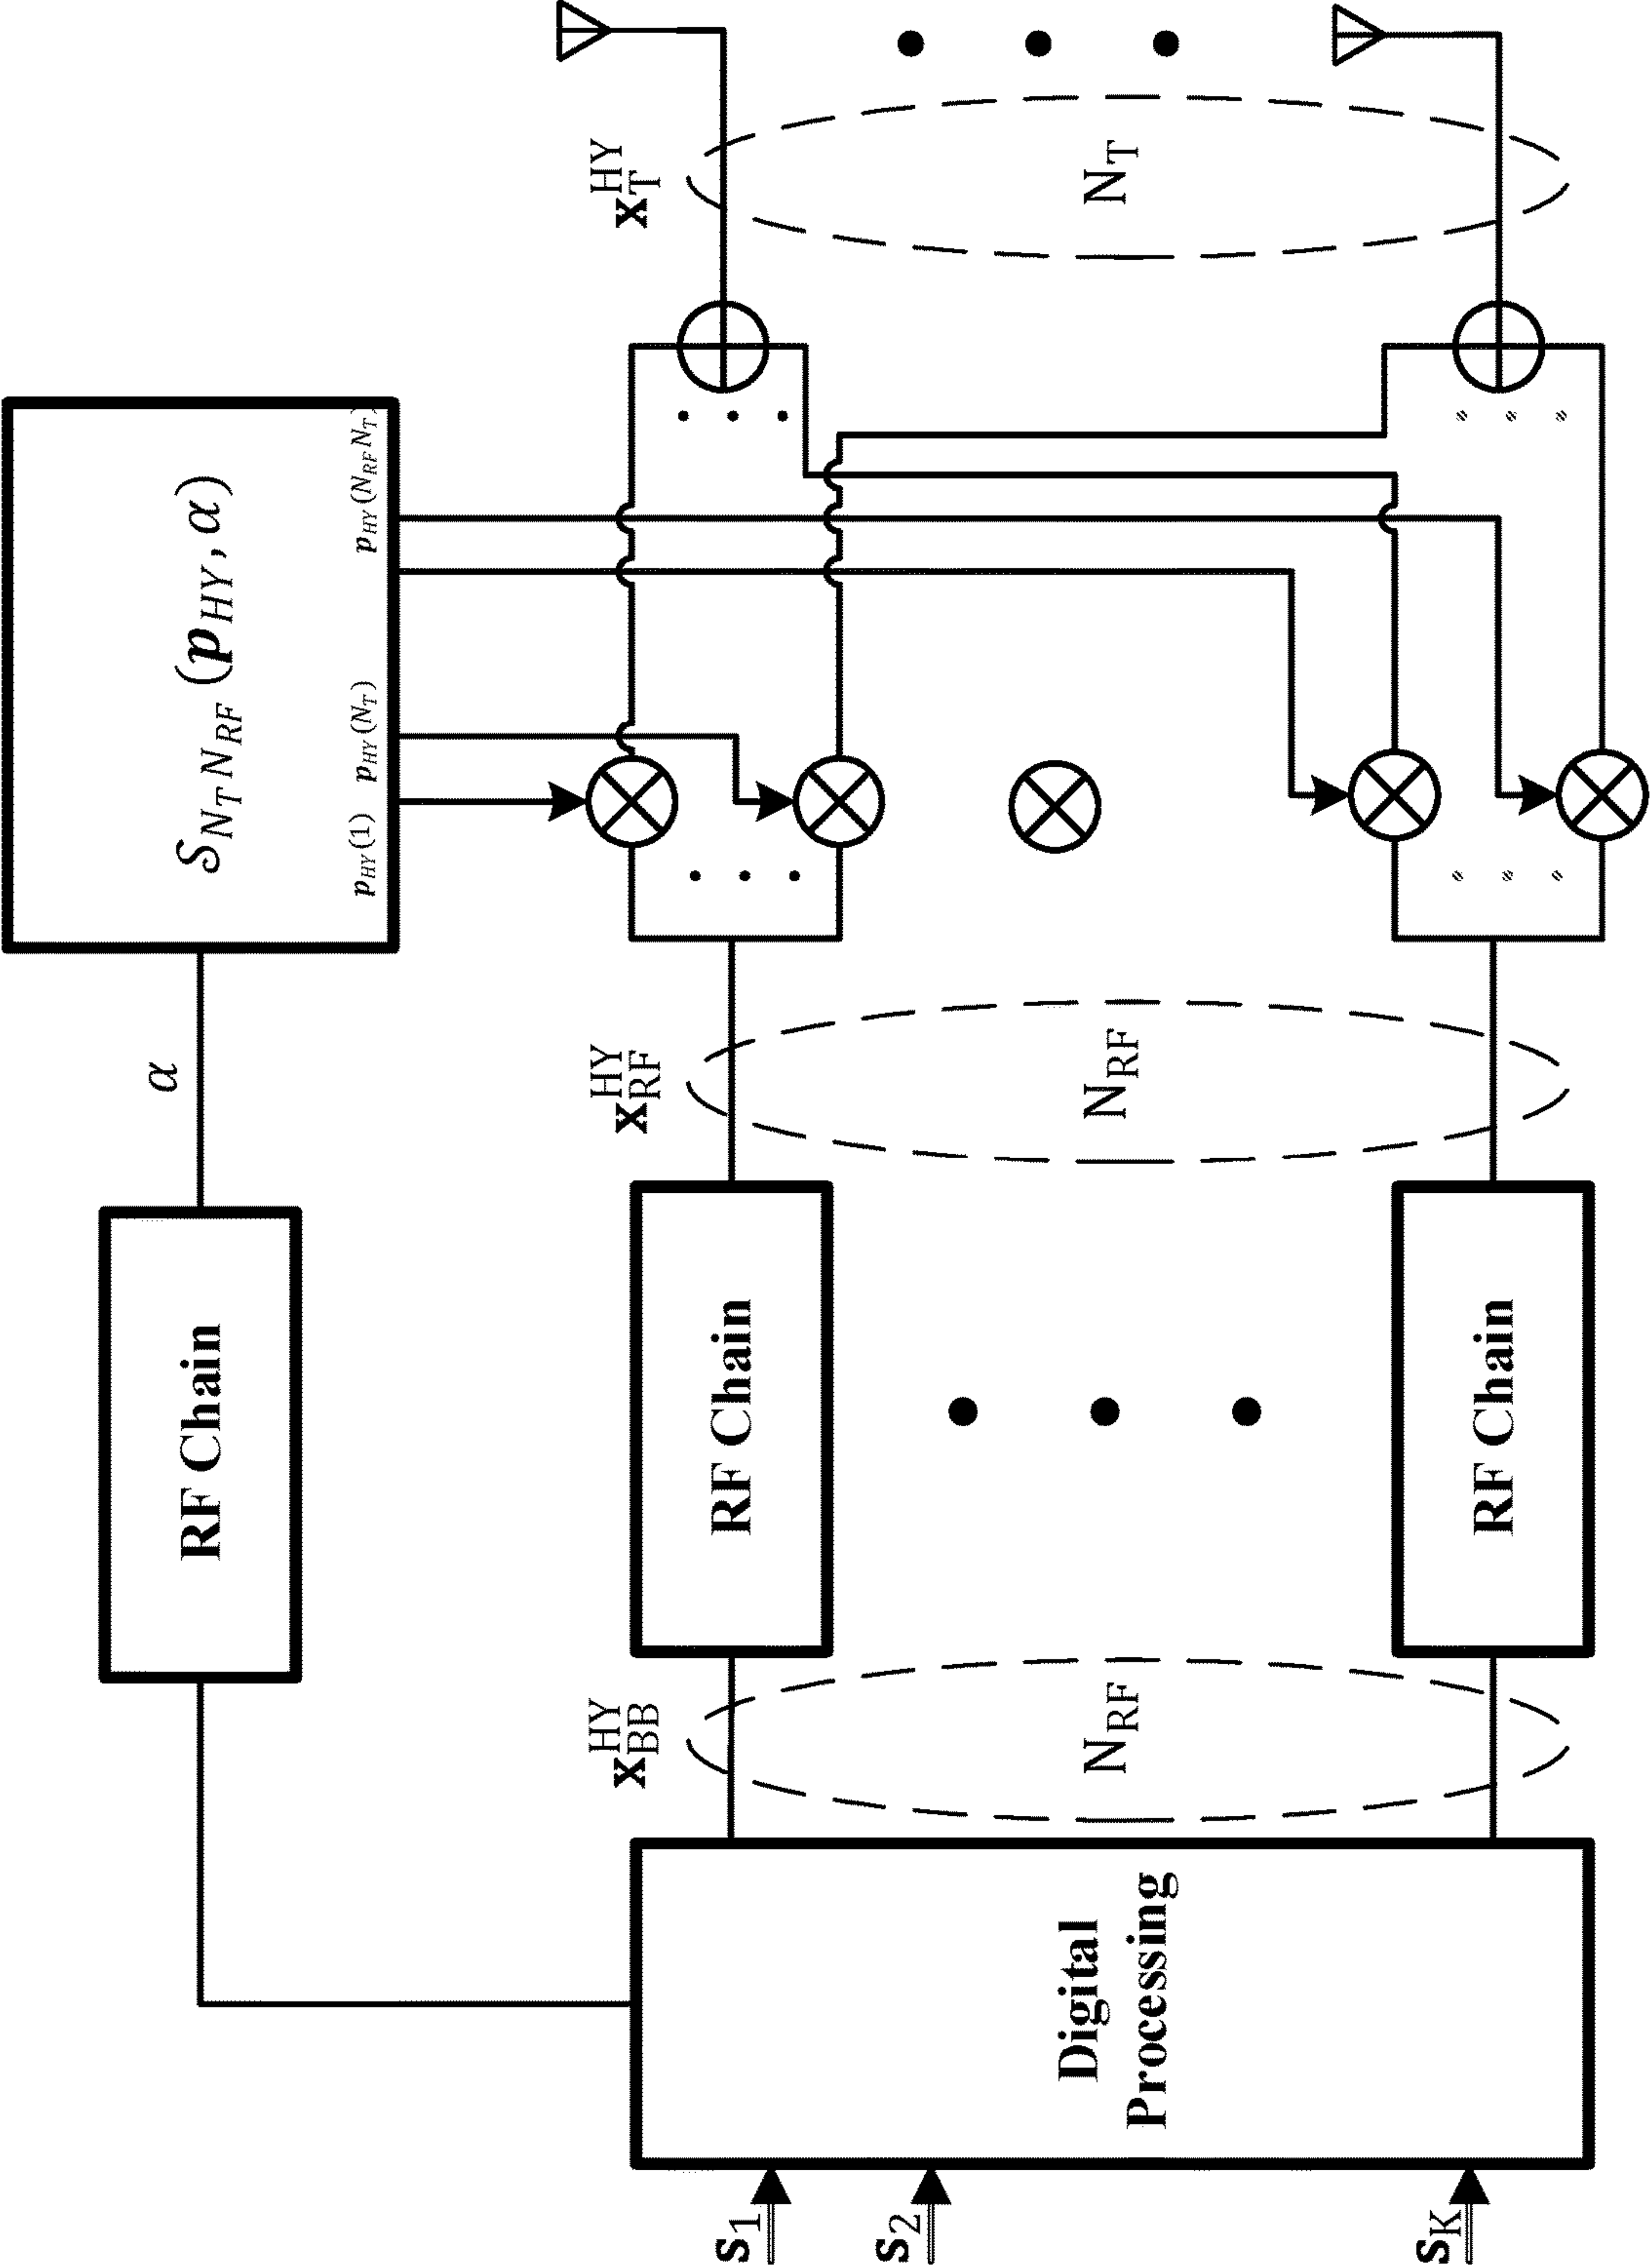 𝒮_{N_T N_{RF}}(𝒑_{HY}, α)
𝒑_{HY}(1)
𝒑_{HY}(N_T)
𝒑_{HY}(N_{RF} N_T)
α
RF Chain
s_1
s_2
s_K
Digital
Processing
x_{BB}^{HY}
N_{RF}
RF Chain
RF Chain
x_{RF}^{HY}
N_{RF}
x_T^{HY}
N_T